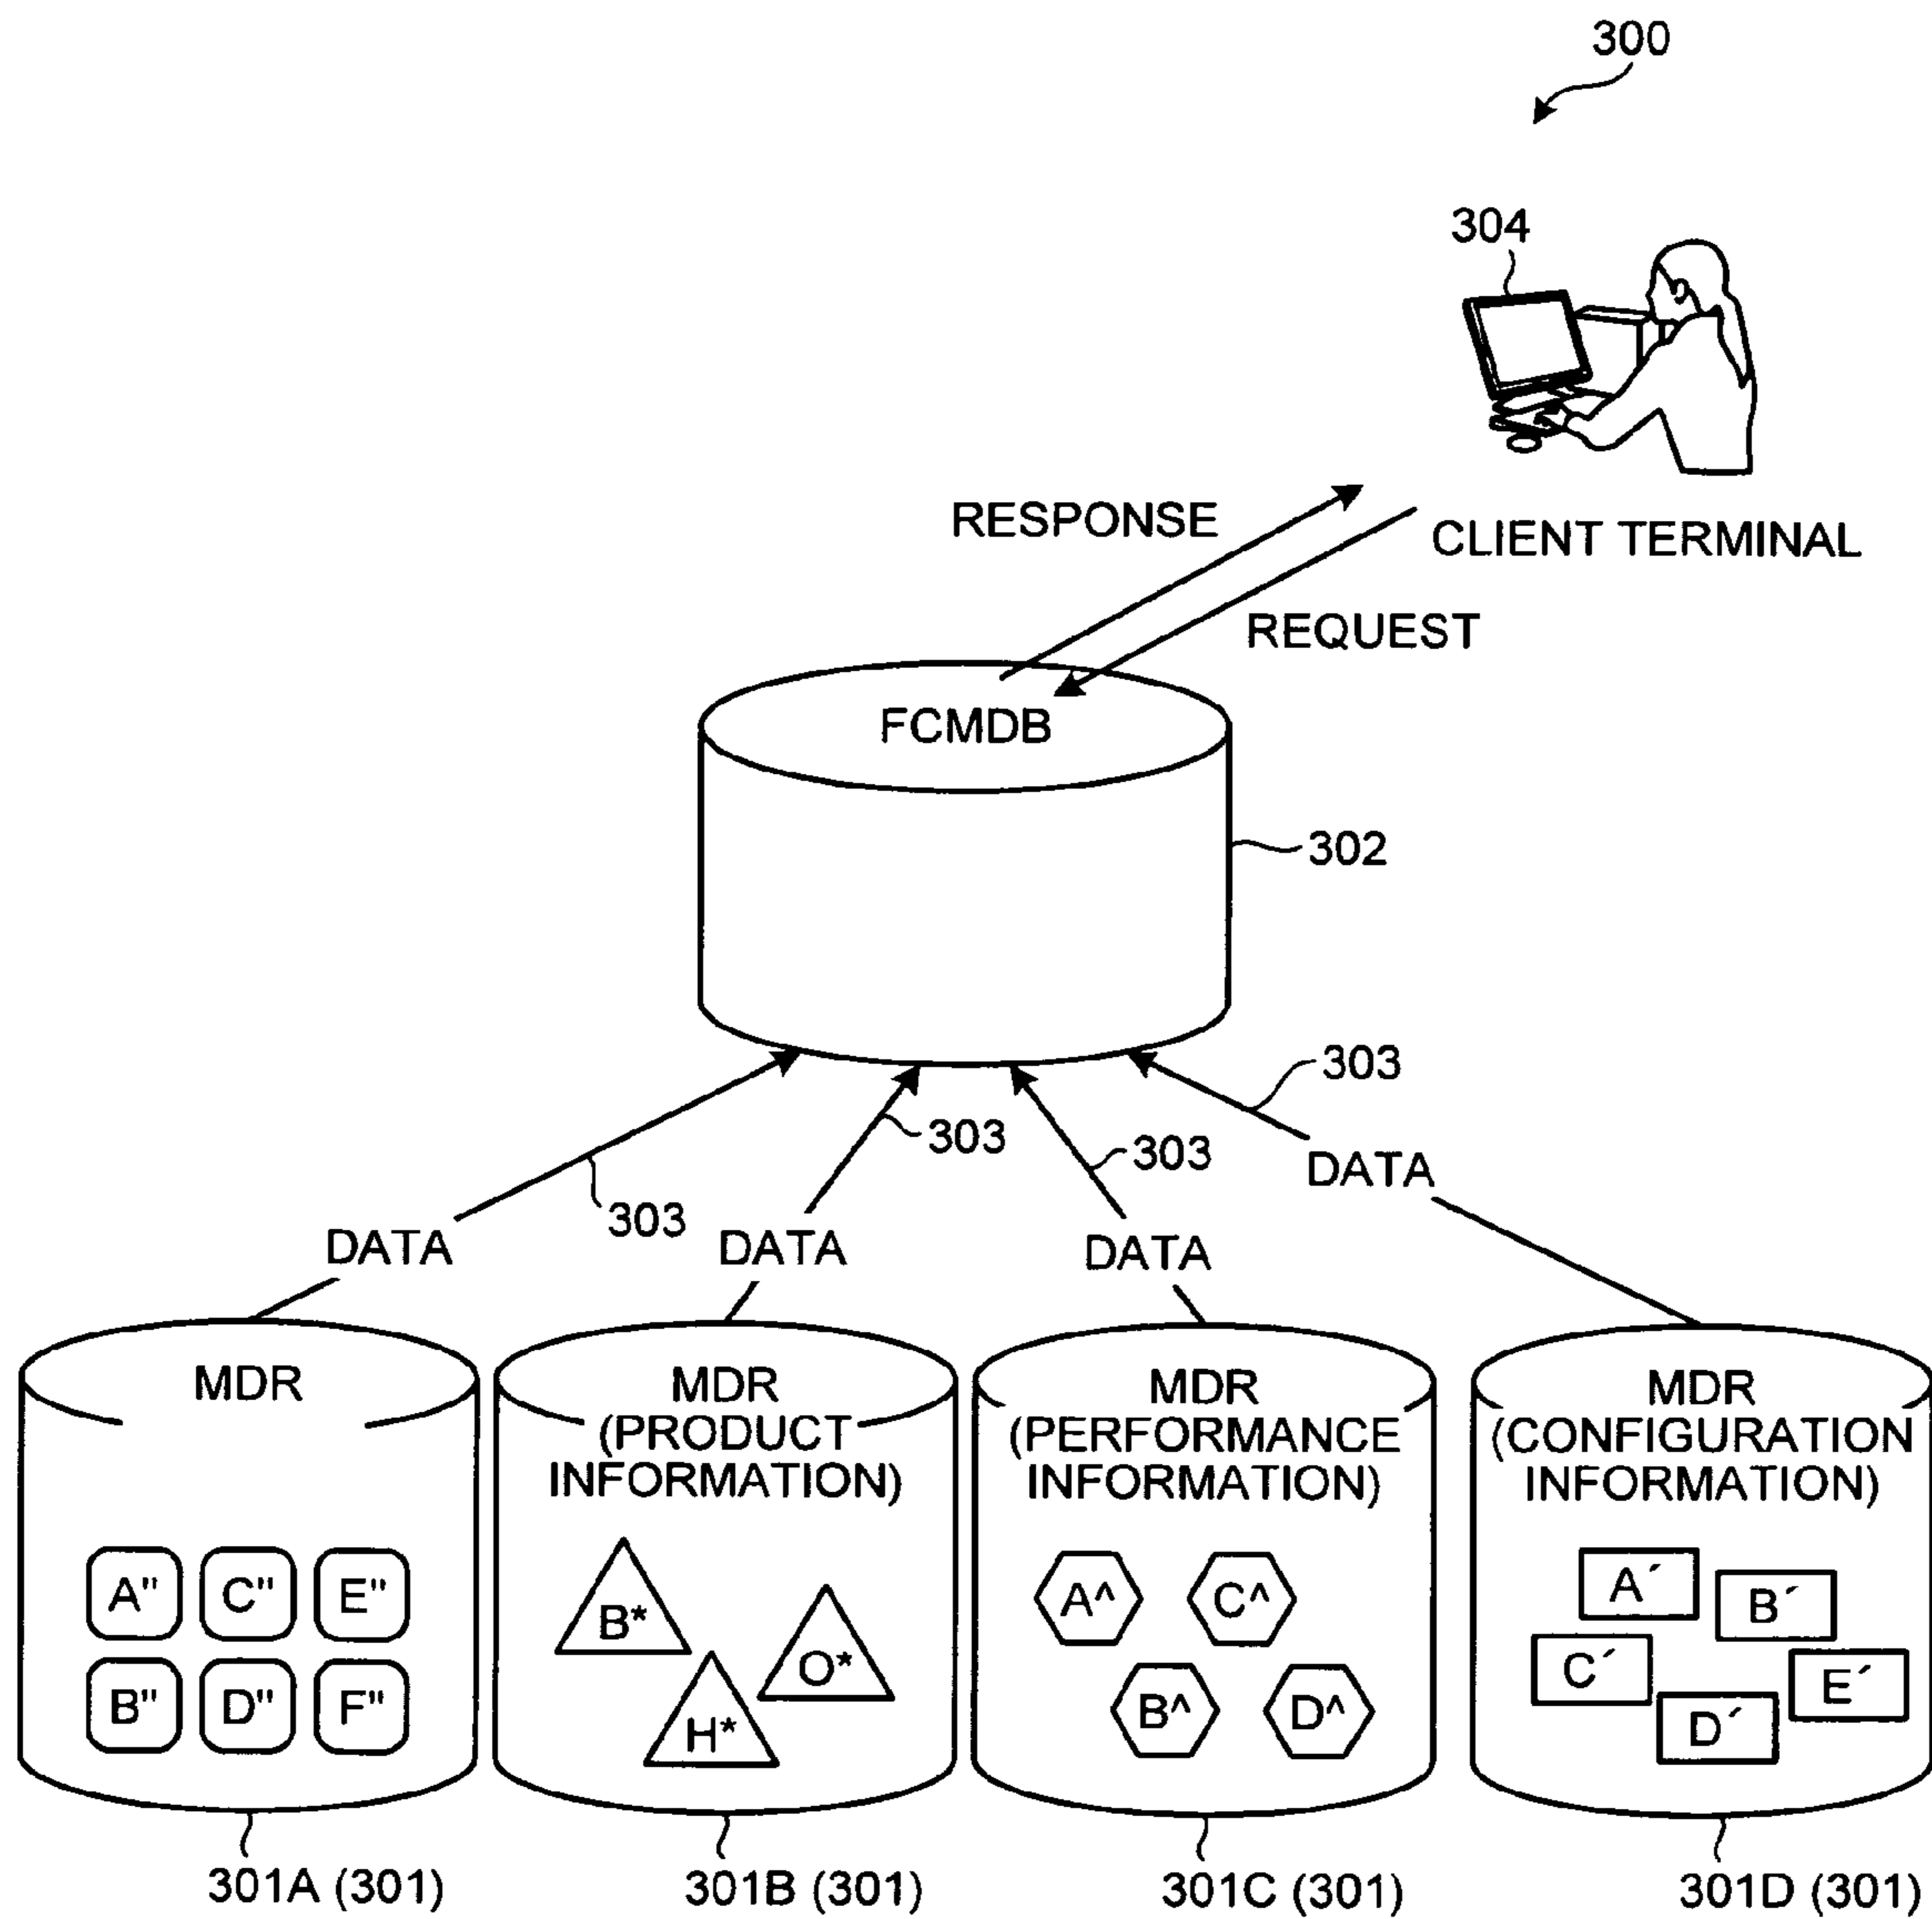 300
304
RESPONSE
CLIENT TERMINAL
REQUEST
FCMDB
302
303
303
303
DATA
303
DATA
DATA
DATA
MDR
MDR
(PRODUCT
INFORMATION)
MDR
(PERFORMANCE
INFORMATION)
MDR
(CONFIGURATION
INFORMATION)
A" C" E"
B" D" F"
B*
O*
H*
A^ C^
B^ D^
A´
B´
C´
E´
D´
301A (301)
301B (301)
301C (301)
301D (301)